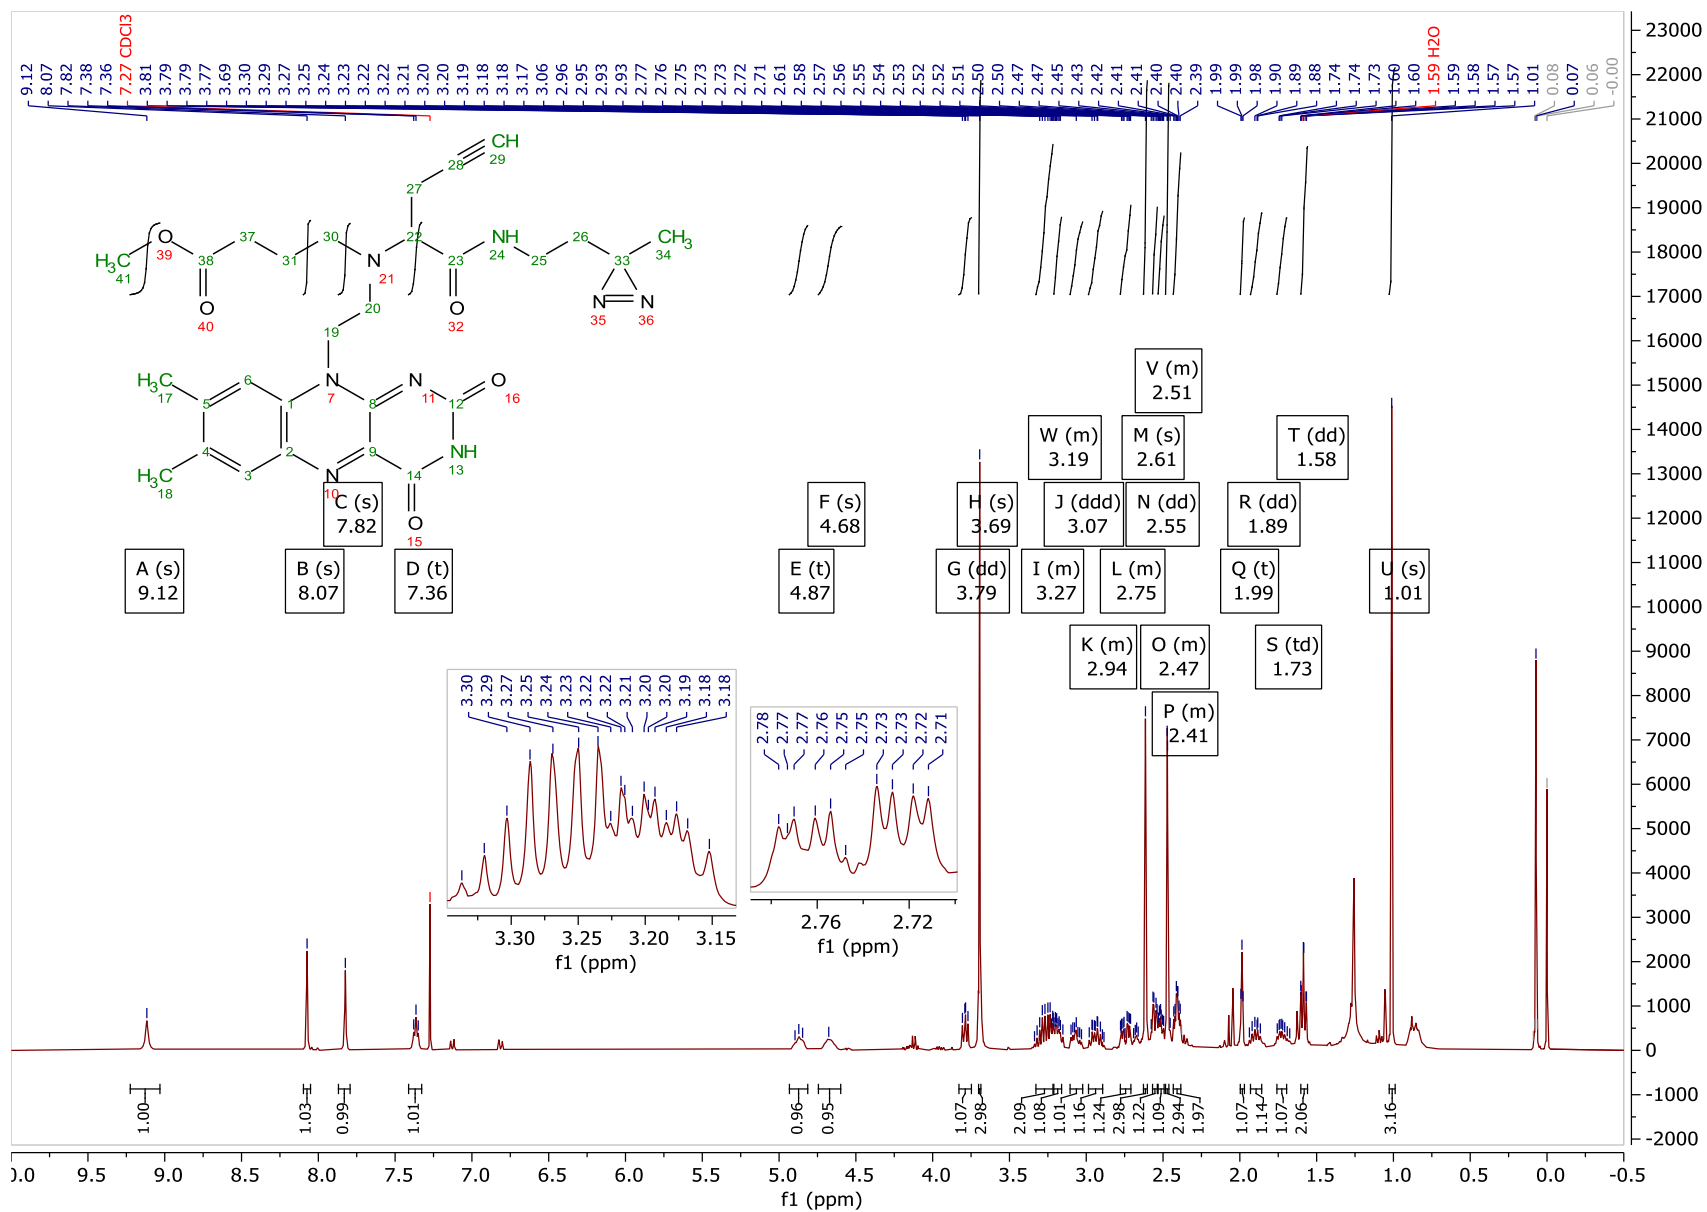 9.12 8.07 7.82 7.38 7.36 7.27 CDCl3 3.81 3.79 3.79 3.77 3.69 3.30 3.29 3.27 3.25 3.24 3.23 3.22 3.22 3.21 3.20 3.20 3.19 3.18 3.18 3.17 3.06 2.96 2.95 2.93 2.93 2.77 2.76 2.75 2.73 2.73 2.72 2.71 2.61 2.58 2.57 2.56 2.55 2.54 2.53 2.52 2.52 2.51 2.50 2.50 2.47 2.47 2.45 2.43 2.42 2.41 2.41 2.40 2.40 2.39 1.99 1.99 1.98 1.90 1.89 1.88 1.74 1.74 1.73 1.60 1.60 1.59 H2O 1.59 1.58 1.57 1.57 1.01 0.08 0.07 0.06 -0.00
23000
22000
21000
20000
19000
18000
17000
16000
15000
14000
13000
12000
11000
10000
9000
8000
7000
6000
5000
4000
3000
2000
1000
0
-1000
-2000
CH
28 29
27
O 37 30 22 NH 26 CH3
H3C 39 38 31 N 23 24 25 33 34
41 21
O 20 O N N
40 32 35 36
19
H3C 6 N N O
17 5 1 7 8 11 12 16
4 2 9 NH
H3C 3 N 14 13
18 10
O
15
V (m)
2.51
W (m) M (s) T (dd)
3.19 2.61 1.58
C (s) F (s) H (s) J (ddd) N (dd) R (dd)
7.82 4.68 3.69 3.07 2.55 1.89
A (s) B (s) D (t) E (t) G (dd) I (m) L (m) Q (t) U (s)
9.12 8.07 7.36 4.87 3.79 3.27 2.75 1.99 1.01
K (m) O (m) S (td)
2.94 2.47 1.73
P (m)
2.41
3.30 3.29 3.27 3.25 3.24 3.23 3.22 3.22 3.21 3.20 3.20 3.19 3.18 3.18
3.30 3.25 3.20 3.15
f1 (ppm)
2.78 2.77 2.77 2.76 2.75 2.75 2.73 2.73 2.72 2.71
2.76 2.72
f1 (ppm)
1.00 1.03 0.99 1.01 0.96 0.95 1.07 2.98 2.09 1.08 1.01 1.16 1.24 2.98 1.22 1.09 2.94 1.97 1.07 1.14 1.07 2.06 3.16
9.5 9.0 8.5 8.0 7.5 7.0 6.5 6.0 5.5 5.0 4.5 4.0 3.5 3.0 2.5 2.0 1.5 1.0 0.5 0.0 -0.5
f1 (ppm)